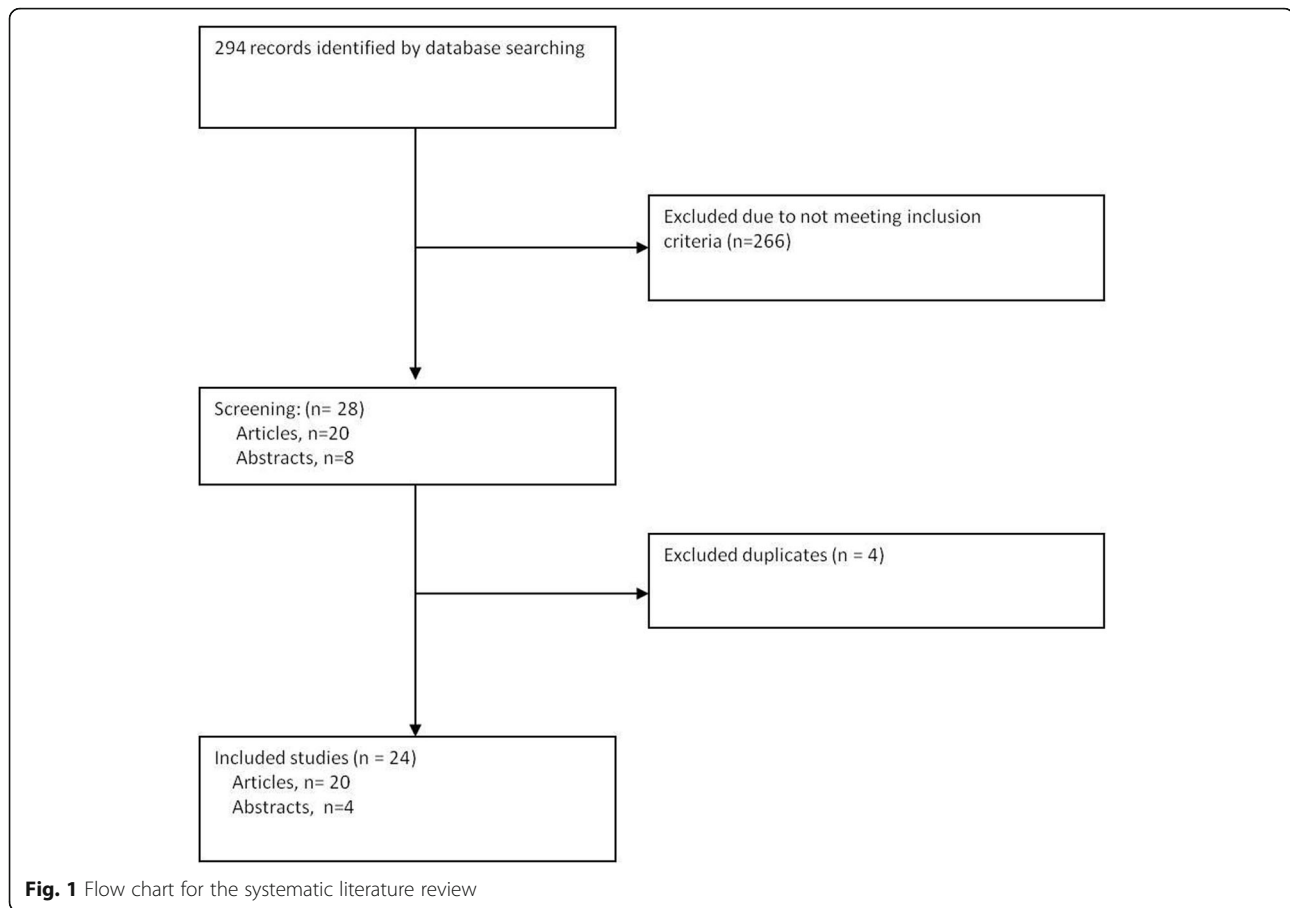 294 records identified by database searching
Excluded due to not meeting inclusion
criteria (n=266)
Screening: (n= 28)
Articles, n=20
Abstracts, n=8
Excluded duplicates (n = 4)
Included studies (n = 24)
Articles, n= 20
Abstracts, n=4
Fig. 1 Flow chart for the systematic literature review